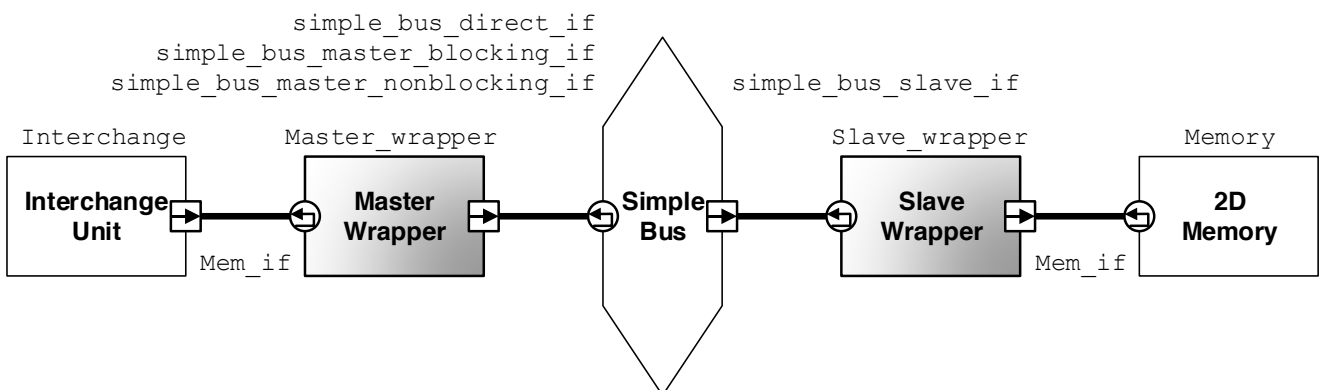 simple_bus_direct_if
simple_bus_master_blocking_if
simple_bus_master_nonblocking_if
simple_bus_slave_if
Interchange
Master_wrapper
Slave_wrapper
Memory
Interchange
Unit
Master
Wrapper
Simple
Bus
Slave
Wrapper
2D
Memory
Mem_if
Mem_if